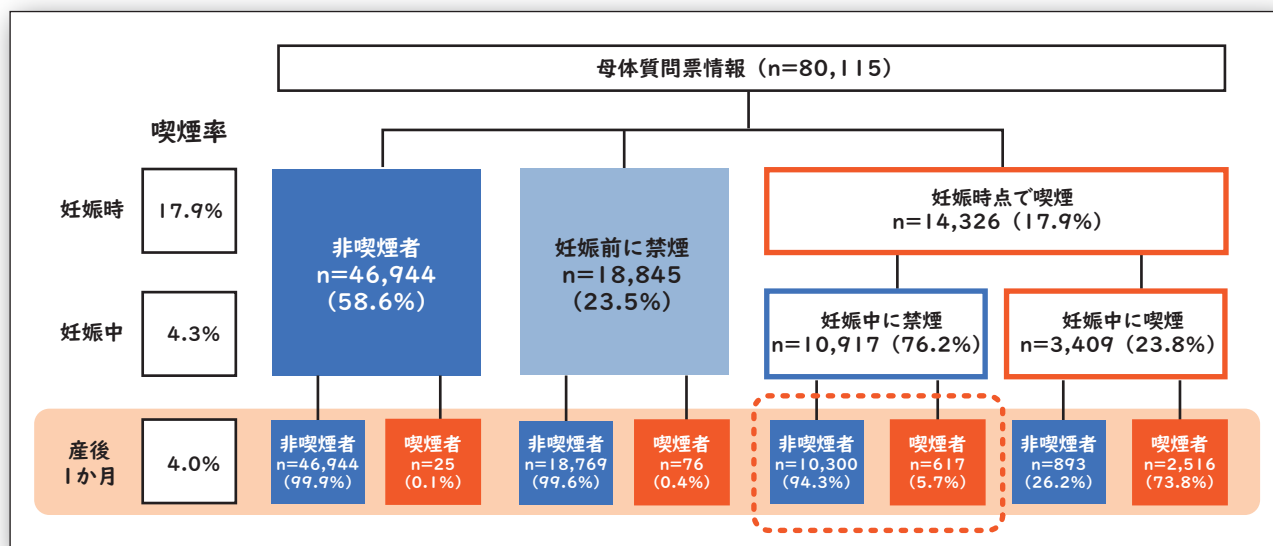 母体質問票情報（n=80,115）
喫煙率
妊娠時
17.9%
非喫煙者
n=46,944
(58.6%)
妊娠前に禁煙
n=18,845
(23.5%)
妊娠時点で喫煙
n=14,326（17.9%）
妊娠中
4.3%
妊娠中に禁煙
n=10,917（76.2%）
妊娠中に喫煙
n=3,409（23.8%）
産後
1か月
4.0%
非喫煙者
n=46,944
(99.9%)
喫煙者
n=25
(0.1%)
非喫煙者
n=18,769
(99.6%)
喫煙者
n=76
(0.4%)
非喫煙者
n=10,300
(94.3%)
喫煙者
n=617
(5.7%)
非喫煙者
n=893
(26.2%)
喫煙者
n=2,516
(73.8%)